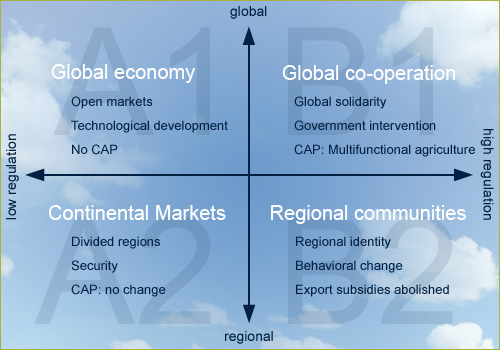 global
A1
B1
Global economy
Open markets
Technological development
No CAP
Global co-operation
Global solidarity
Government intervention
CAP: Multifunctional agriculture
low regulation
high regulation
A2
B2
Continental Markets
Divided regions
Security
CAP: no change
Regional communities
Regional identity
Behavioral change
Export subsidies abolished
regional